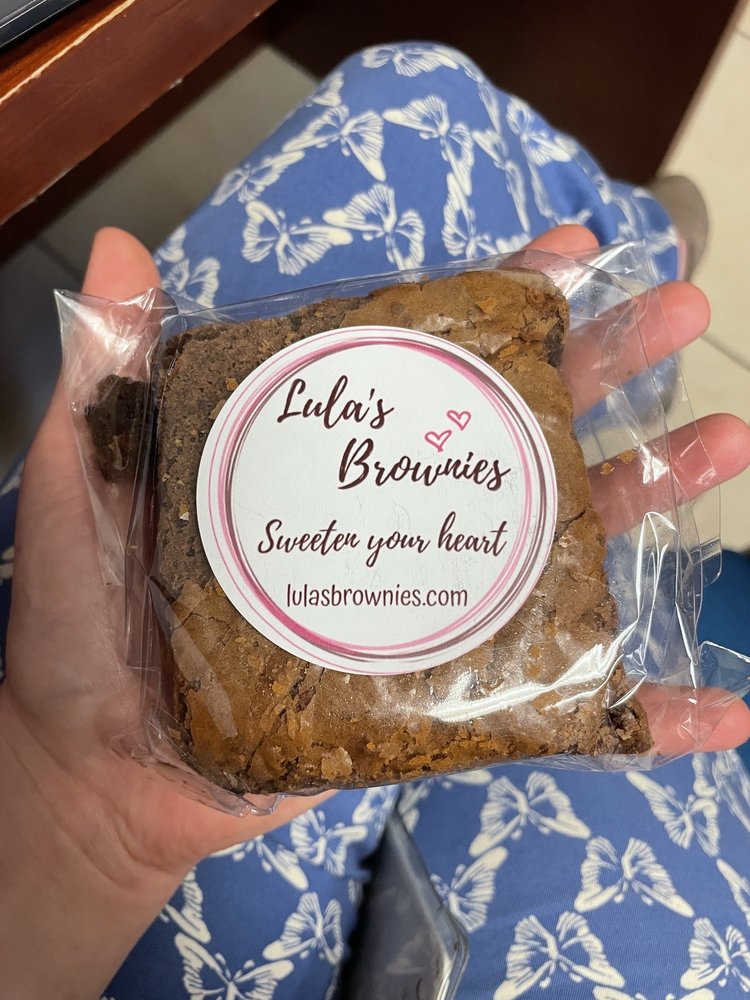 Lula's
Brownies
Sweeten your heart
lulasbrownies.com